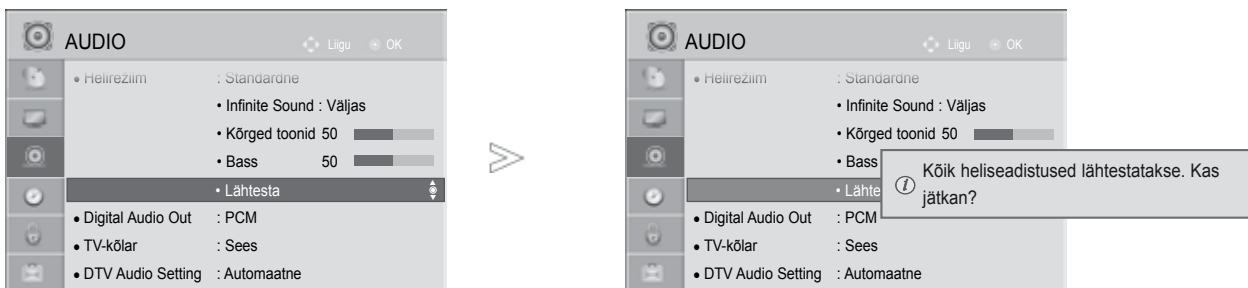 AUDIO
Liigu OK
• Helirežiim : Standardne
• Infinite Sound : Väljas
• Kõrged toonid 50
• Bass 50
• Lähtesta
• Digital Audio Out : PCM
• TV-kõlar : Sees
• DTV Audio Setting : Automaatne
AUDIO
Liigu OK
• Helirežiim : Standardne
• Infinite Sound : Väljas
• Kõrged toonid 50
• Bass
• Lähte
Kõik heliseadistused lähtestatakse. Kas
jätkan?
• Digital Audio Out : PCM
• TV-kõlar : Sees
• DTV Audio Setting : Automaatne